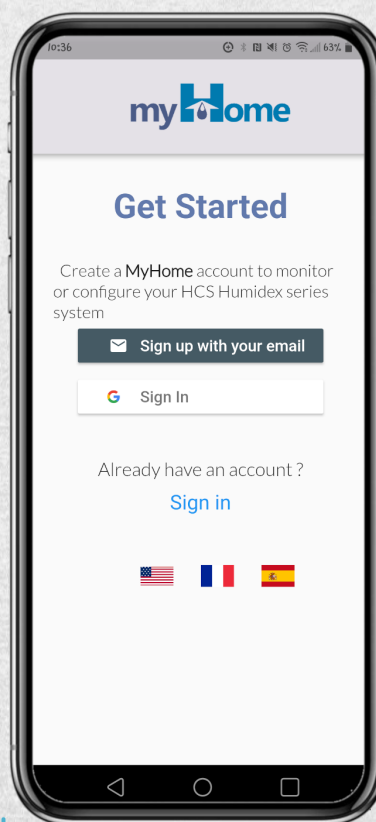 10:36
63%
myHome
Get Started
Create a MyHome account to monitor
or configure your HCS Humidex series
system
Sign up with your email
G Sign In
Already have an account ?
Sign in